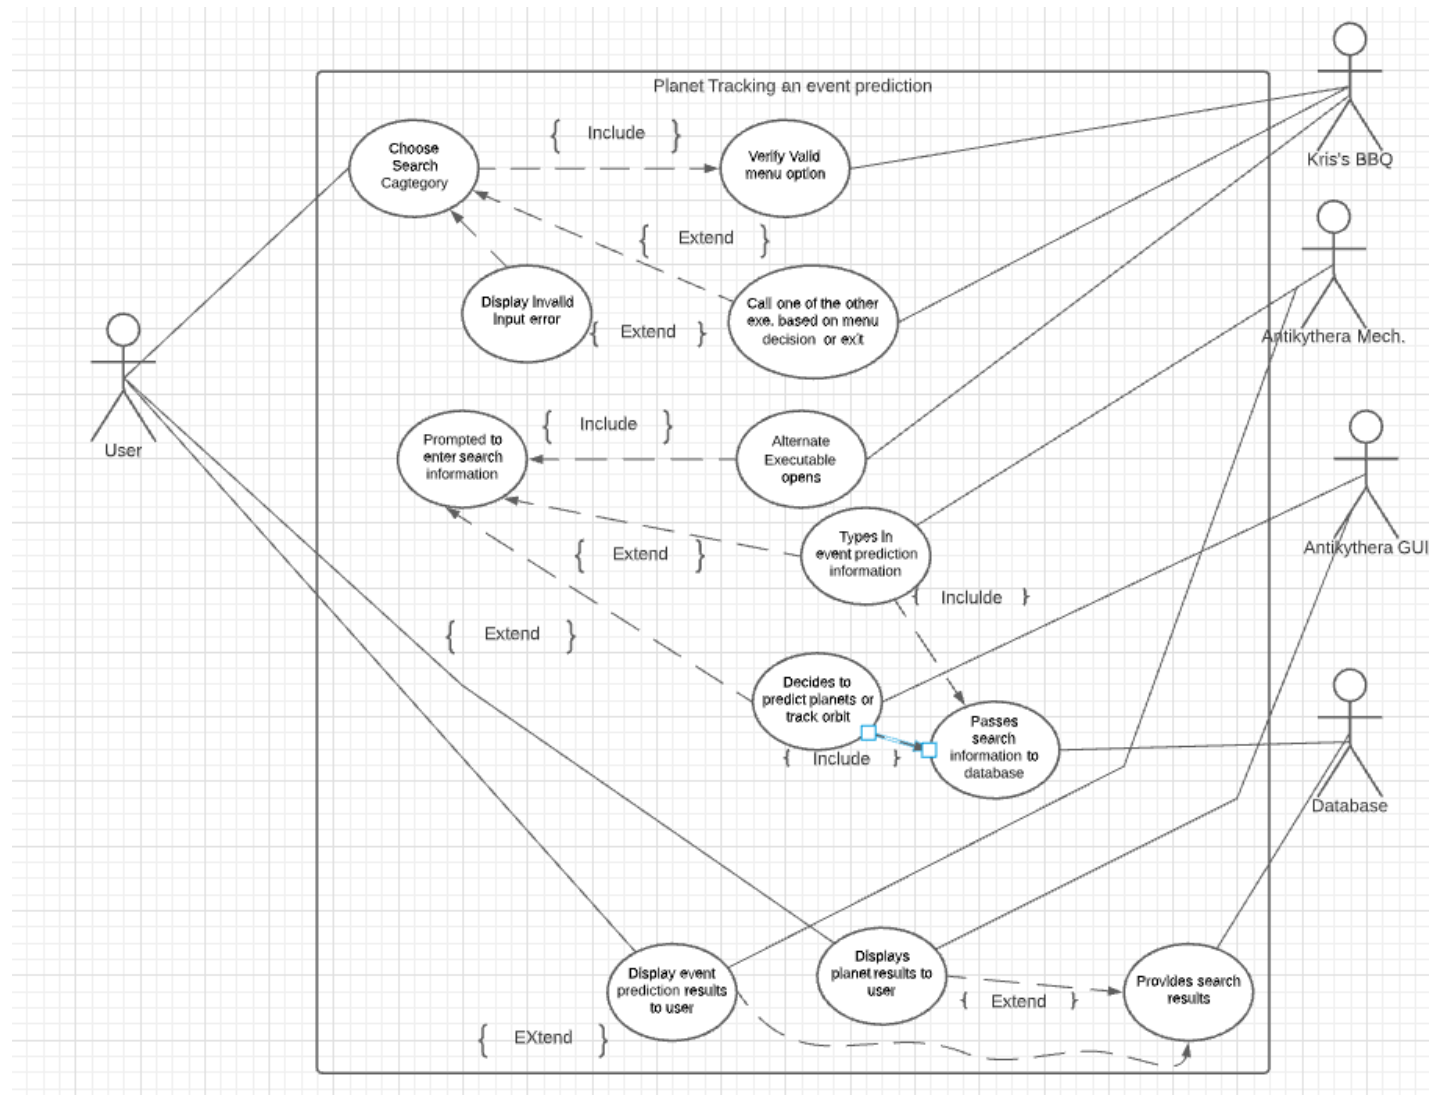 Planet Tracking an event prediction
Kris's BBQ
Choose
Search
Cagtegory
{ Include }
Verify Valid
menu option
Antikythera Mech.
{ Extend }
Display Invalid
Input error
{ Extend }
Call one of the other
exe. based on menu
decision or exit
User
Prompted to
enter search
information
{ Include }
Alternate
Executable
opens
Antikythera GUI
{ Extend }
Types in
event prediction
information
{ Inclulde }
{ Extend }
Decides to
predict planets or
track orbit
{ Include }
Passes
search
information to
database
Database
Display event
prediction results
to user
Displays
planet results to
user
{ Extend }
Provides search
results
{ EXtend }